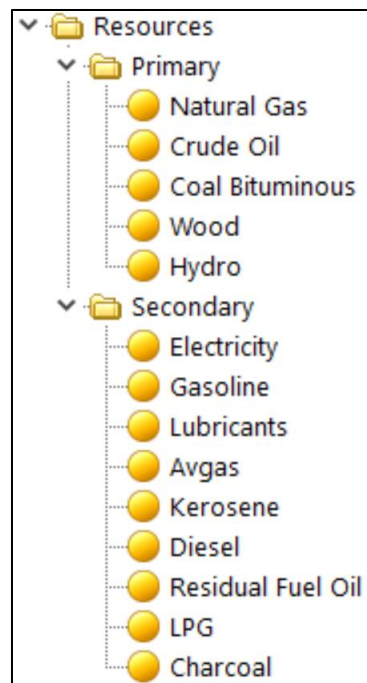 Resources
Primary
Natural Gas
Crude Oil
Coal Bituminous
Wood
Hydro
Secondary
Electricity
Gasoline
Lubricants
Avgas
Kerosene
Diesel
Residual Fuel Oil
LPG
Charcoal